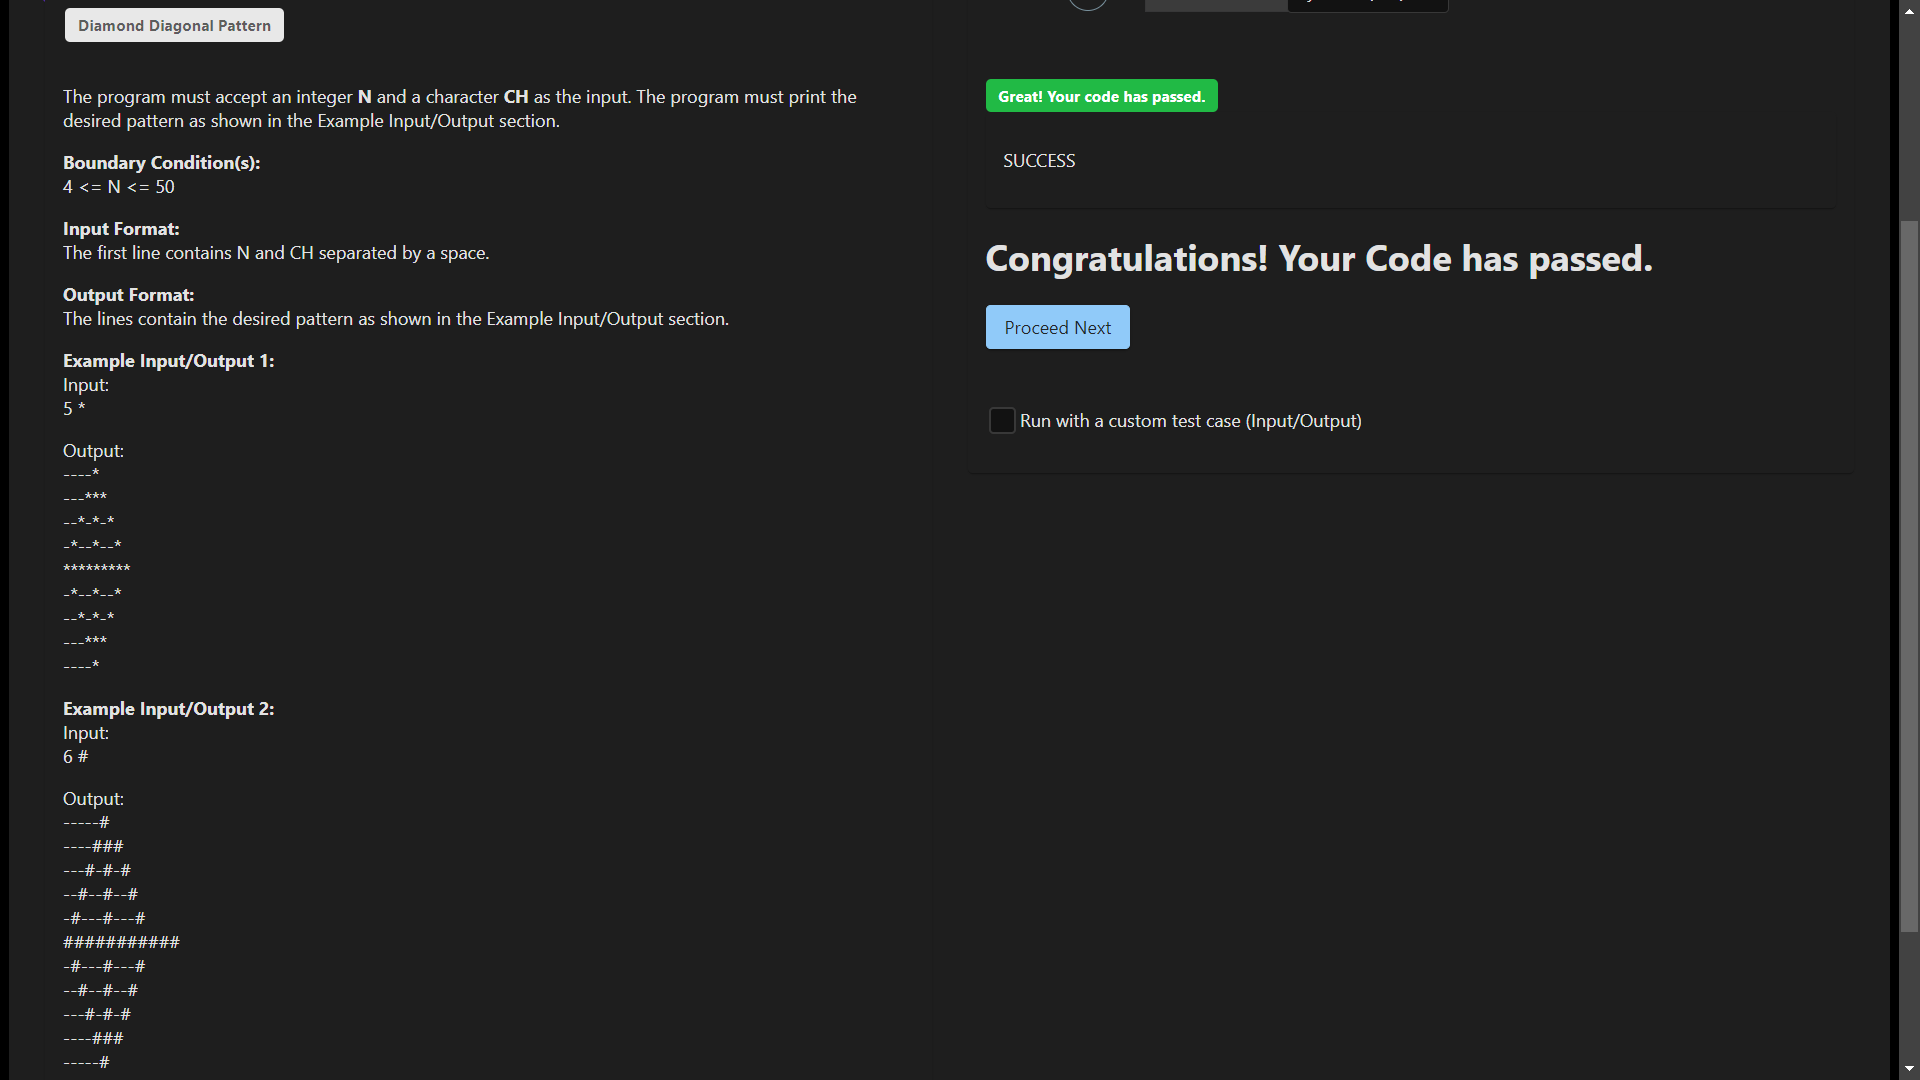 Diamond Diagonal Pattern
The program must accept an integer N and a character CH as the input. The program must print the
desired pattern as shown in the Example Input/Output section.
Boundary Condition(s):
4 <= N <= 50
Input Format:
The first line contains N and CH separated by a space.
Output Format:
The lines contain the desired pattern as shown in the Example Input/Output section.
Example Input/Output 1:
Input:
5 *
Output:
----*
---***
--*-*-*
-*--*--*
*********
-*--*--*
--*-*-*
---***
----*
Example Input/Output 2:
Input:
6 #
Output:
-----#
----###
---#-#-#
--#--#--#
-#---#---#
###########
-#---#---#
--#--#--#
---#-#-#
----###
-----#
Great! Your code has passed.
SUCCESS
Congratulations! Your Code has passed.
Proceed Next
Run with a custom test case (Input/Output)